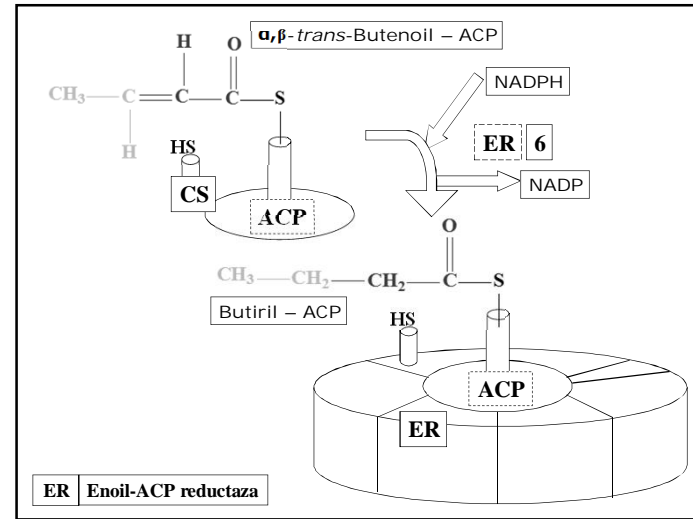 α,β-trans-Butenoil – ACP
H
O
CH₃
C
C
C
S
H
HS
CS
ACP
NADPH
ER
6
NADP
O
CH₃
CH₂
CH₂
C
S
Butiril – ACP
HS
ACP
ER
ER
Enoil-ACP reductaza